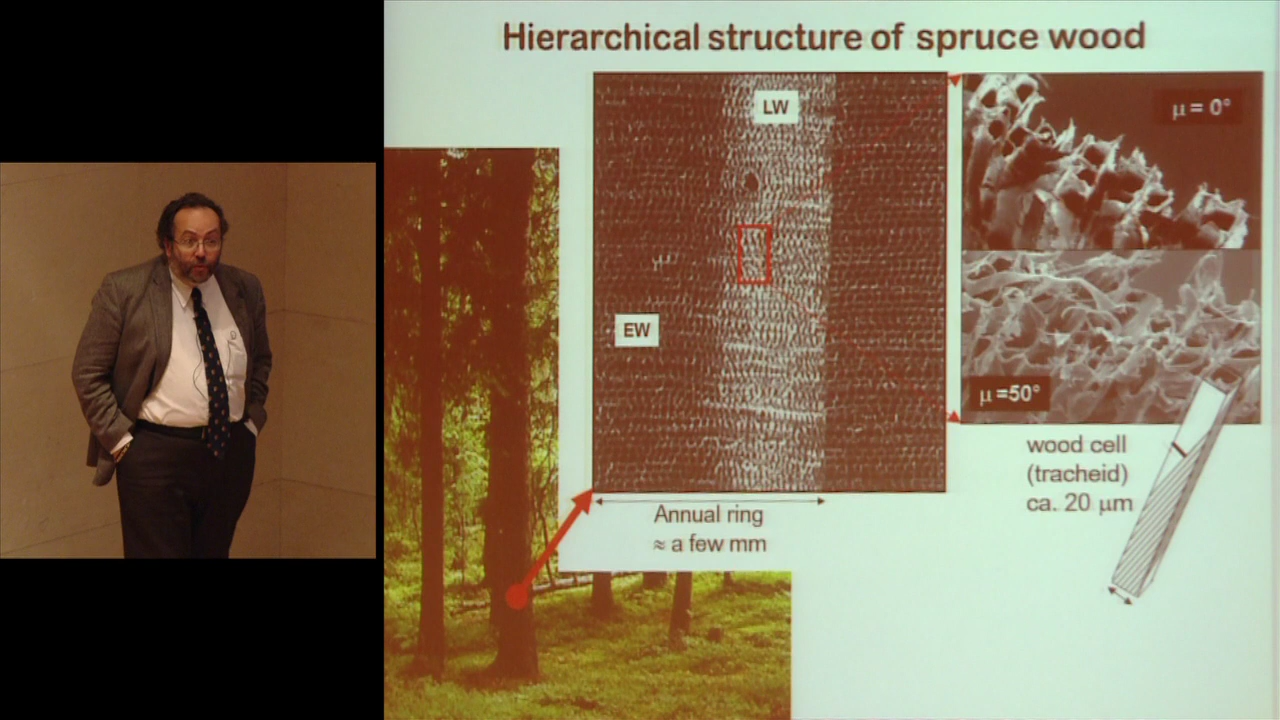 Hierarchical structure of spruce wood
LW
EW
μ = 0°
μ =50°
wood cell
(tracheid)
ca. 20 μm
Annual ring
≈ a few mm